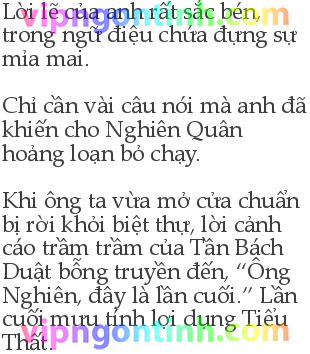 Lời lẽ của anh rất sắc bén,
trong ngữ điệu chứa đựng sự
mỉa mai.
Chỉ cần vài câu nói mà anh đã
khiến cho Nghiên Quân
hoảng loạn bỏ chạy.
Khi ông ta vừa mở cửa chuẩn
bị rời khỏi biệt thự, lời cảnh
cáo trầm trầm của Tần Bách
Duật bỗng truyền đến, “Ông
Nghiên, đây là lần cuối.” Lần
cuối mưu tính lợi dụng Tiểu
Thất.
vipngontinh.com
vipngontinh.com